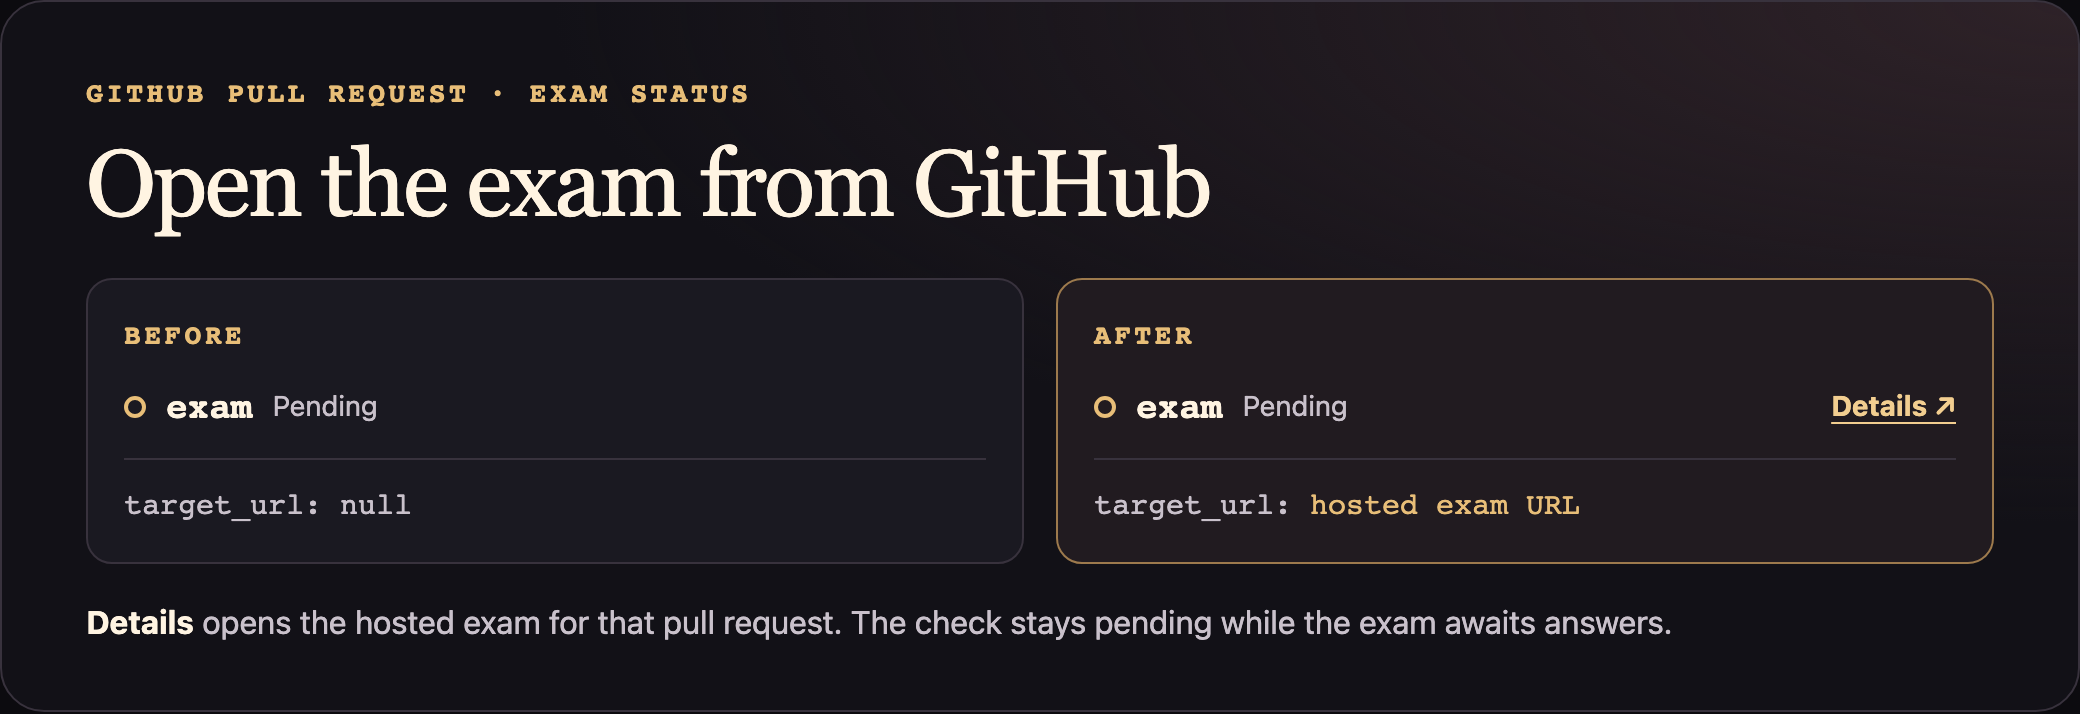 GITHUB PULL REQUEST · EXAM STATUS
Open the exam from GitHub
BEFORE
exam Pending
target_url: null
AFTER
exam Pending Details ↗
target_url: hosted exam URL
Details opens the hosted exam for that pull request. The check stays pending while the exam awaits answers.